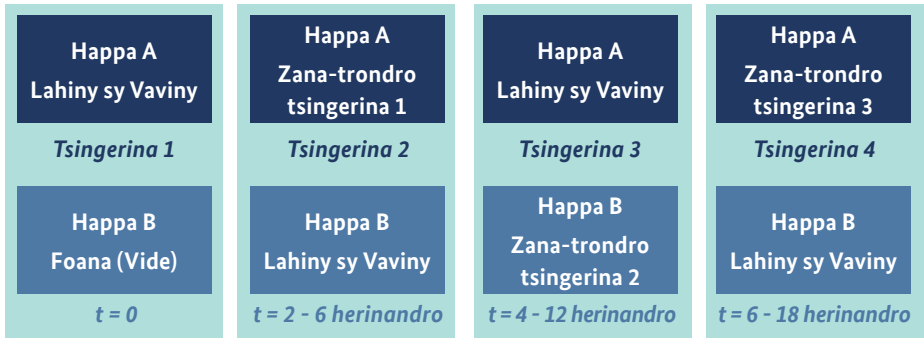 Happa A
Lahiny sy Vaviny
Tsingerina 1
Happa B
Foana (Vide)
t = 0
Happa A
Zana-trondro
tsingerina 1
Tsingerina 2
Happa B
Lahiny sy Vaviny
t = 2 - 6 herinandro
Happa A
Lahiny sy Vaviny
Tsingerina 3
Happa B
Zana-trondro
tsingerina 2
t = 4 - 12 herinandro
Happa A
Zana-trondro
tsingerina 3
Tsingerina 4
Happa B
Lahiny sy Vaviny
t = 6 - 18 herinandro